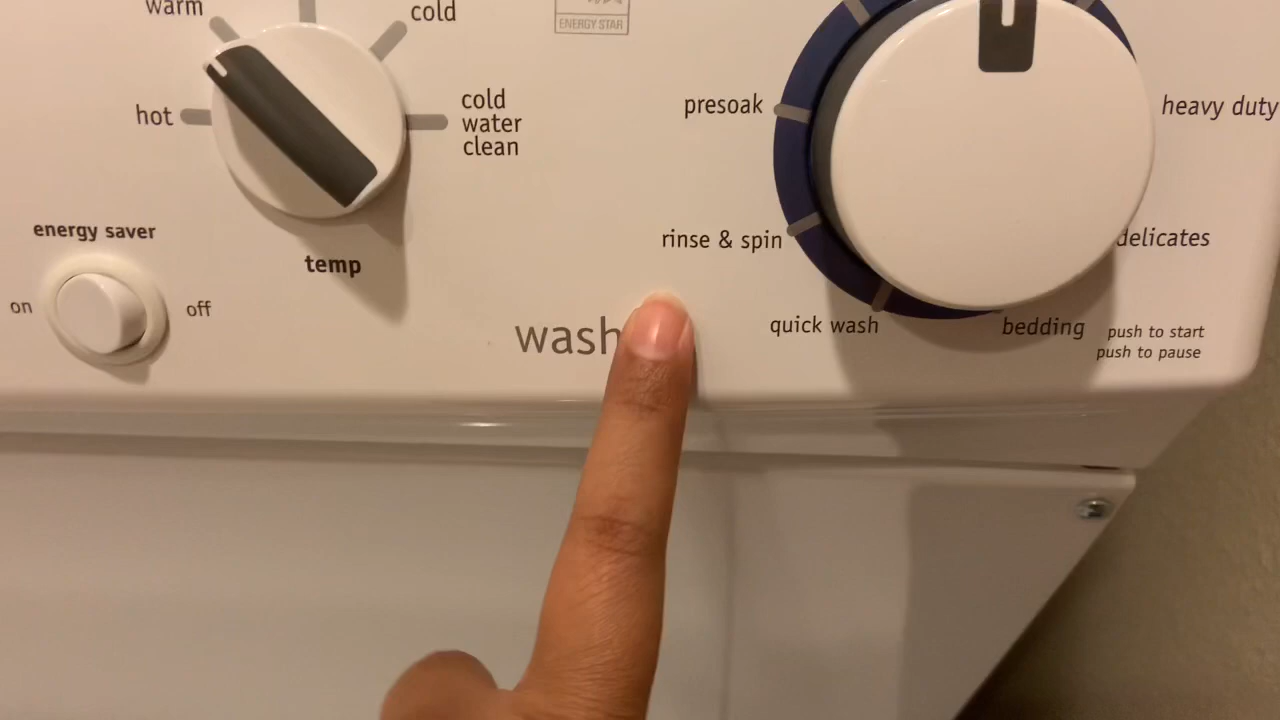 warm
cold
ENERGY STAR
hot
cold
water
clean
presoak
heavy duty
energy saver
rinse & spin
delicates
temp
on
off
wash
quick wash
bedding
push to start
push to pause